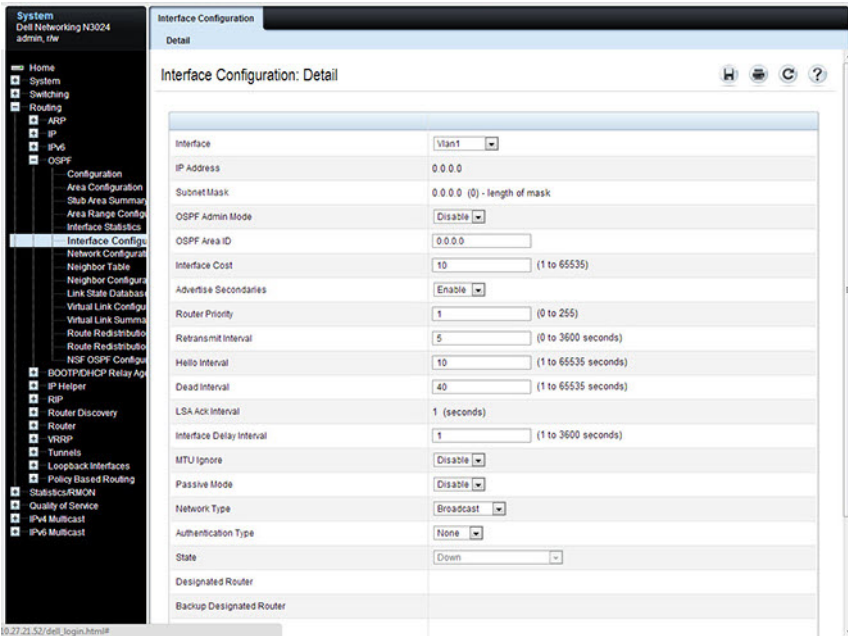 System
Dell Networking N3024
admin, r/w
Home
System
Switching
Routing
ARP
IP
IPv6
OSPF
Configuration
Area Configuration
Stub Area Summary
Area Range Configu
Interface Statistics
Interface Configu
Network Configurati
Neighbor Table
Neighbor Configura
Link State Database
Virtual Link Configu
Virtual Link Summa
Route Redistributio
Route Redistributio
NSF OSPF Configur
BOOTP/DHCP Relay Age
IP Helper
RIP
Router Discovery
Router
VRRP
Tunnels
Loopback Interfaces
Policy Based Routing
Statistics/RMON
Quality of Service
IPv4 Multicast
IPv6 Multicast
Interface Configuration
Detail
Interface Configuration: Detail
?
Interface Vlan1
IP Address 0.0.0.0
Subnet Mask 0.0.0.0 (0) - length of mask
OSPF Admin Mode Disable
OSPF Area ID 0.0.0.0
Interface Cost 10 (1 to 65535)
Advertise Secondaries Enable
Router Priority 1 (0 to 255)
Retransmit Interval 5 (0 to 3600 seconds)
Hello Interval 10 (1 to 65535 seconds)
Dead Interval 40 (1 to 65535 seconds)
LSA Ack Interval 1 (seconds)
Interface Delay Interval 1 (1 to 3600 seconds)
MTU Ignore Disable
Passive Mode Disable
Network Type Broadcast
Authentication Type None
State Down
Designated Router
Backup Designated Router
10.27.21.52/dell_login.html#